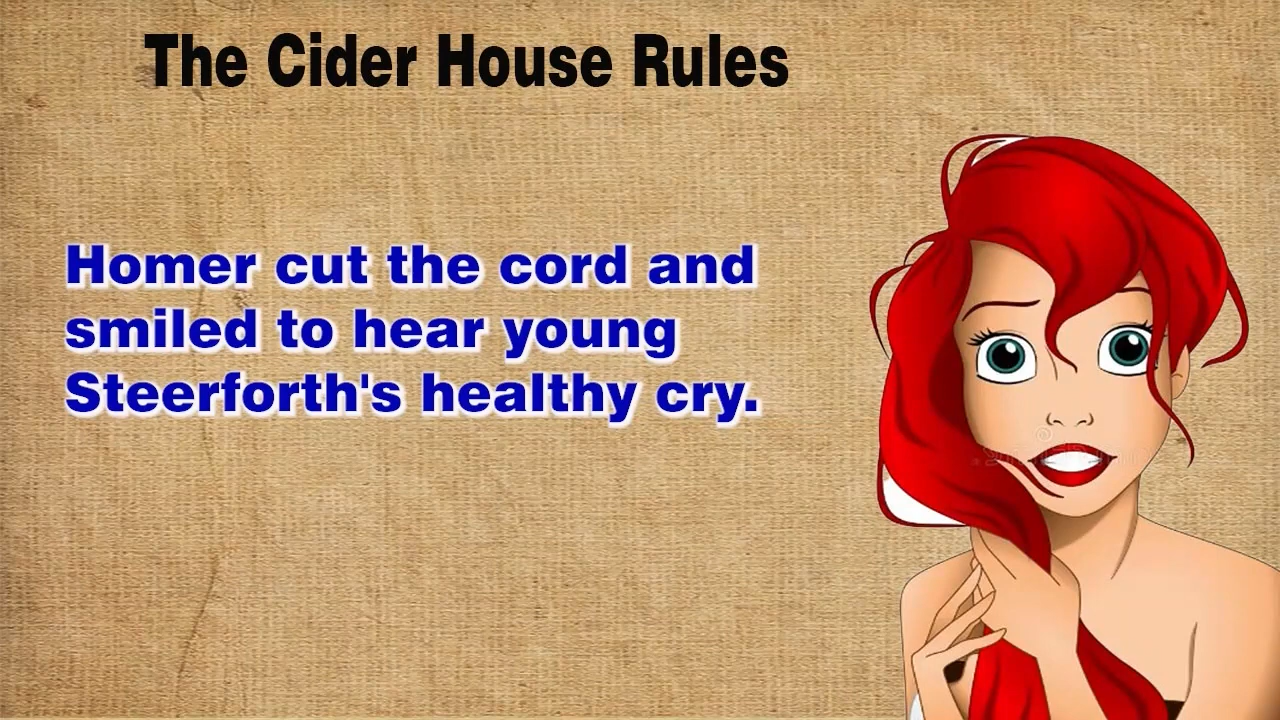 The Cider House Rules
Homer cut the cord and
smiled to hear young
Steerforth's healthy cry.